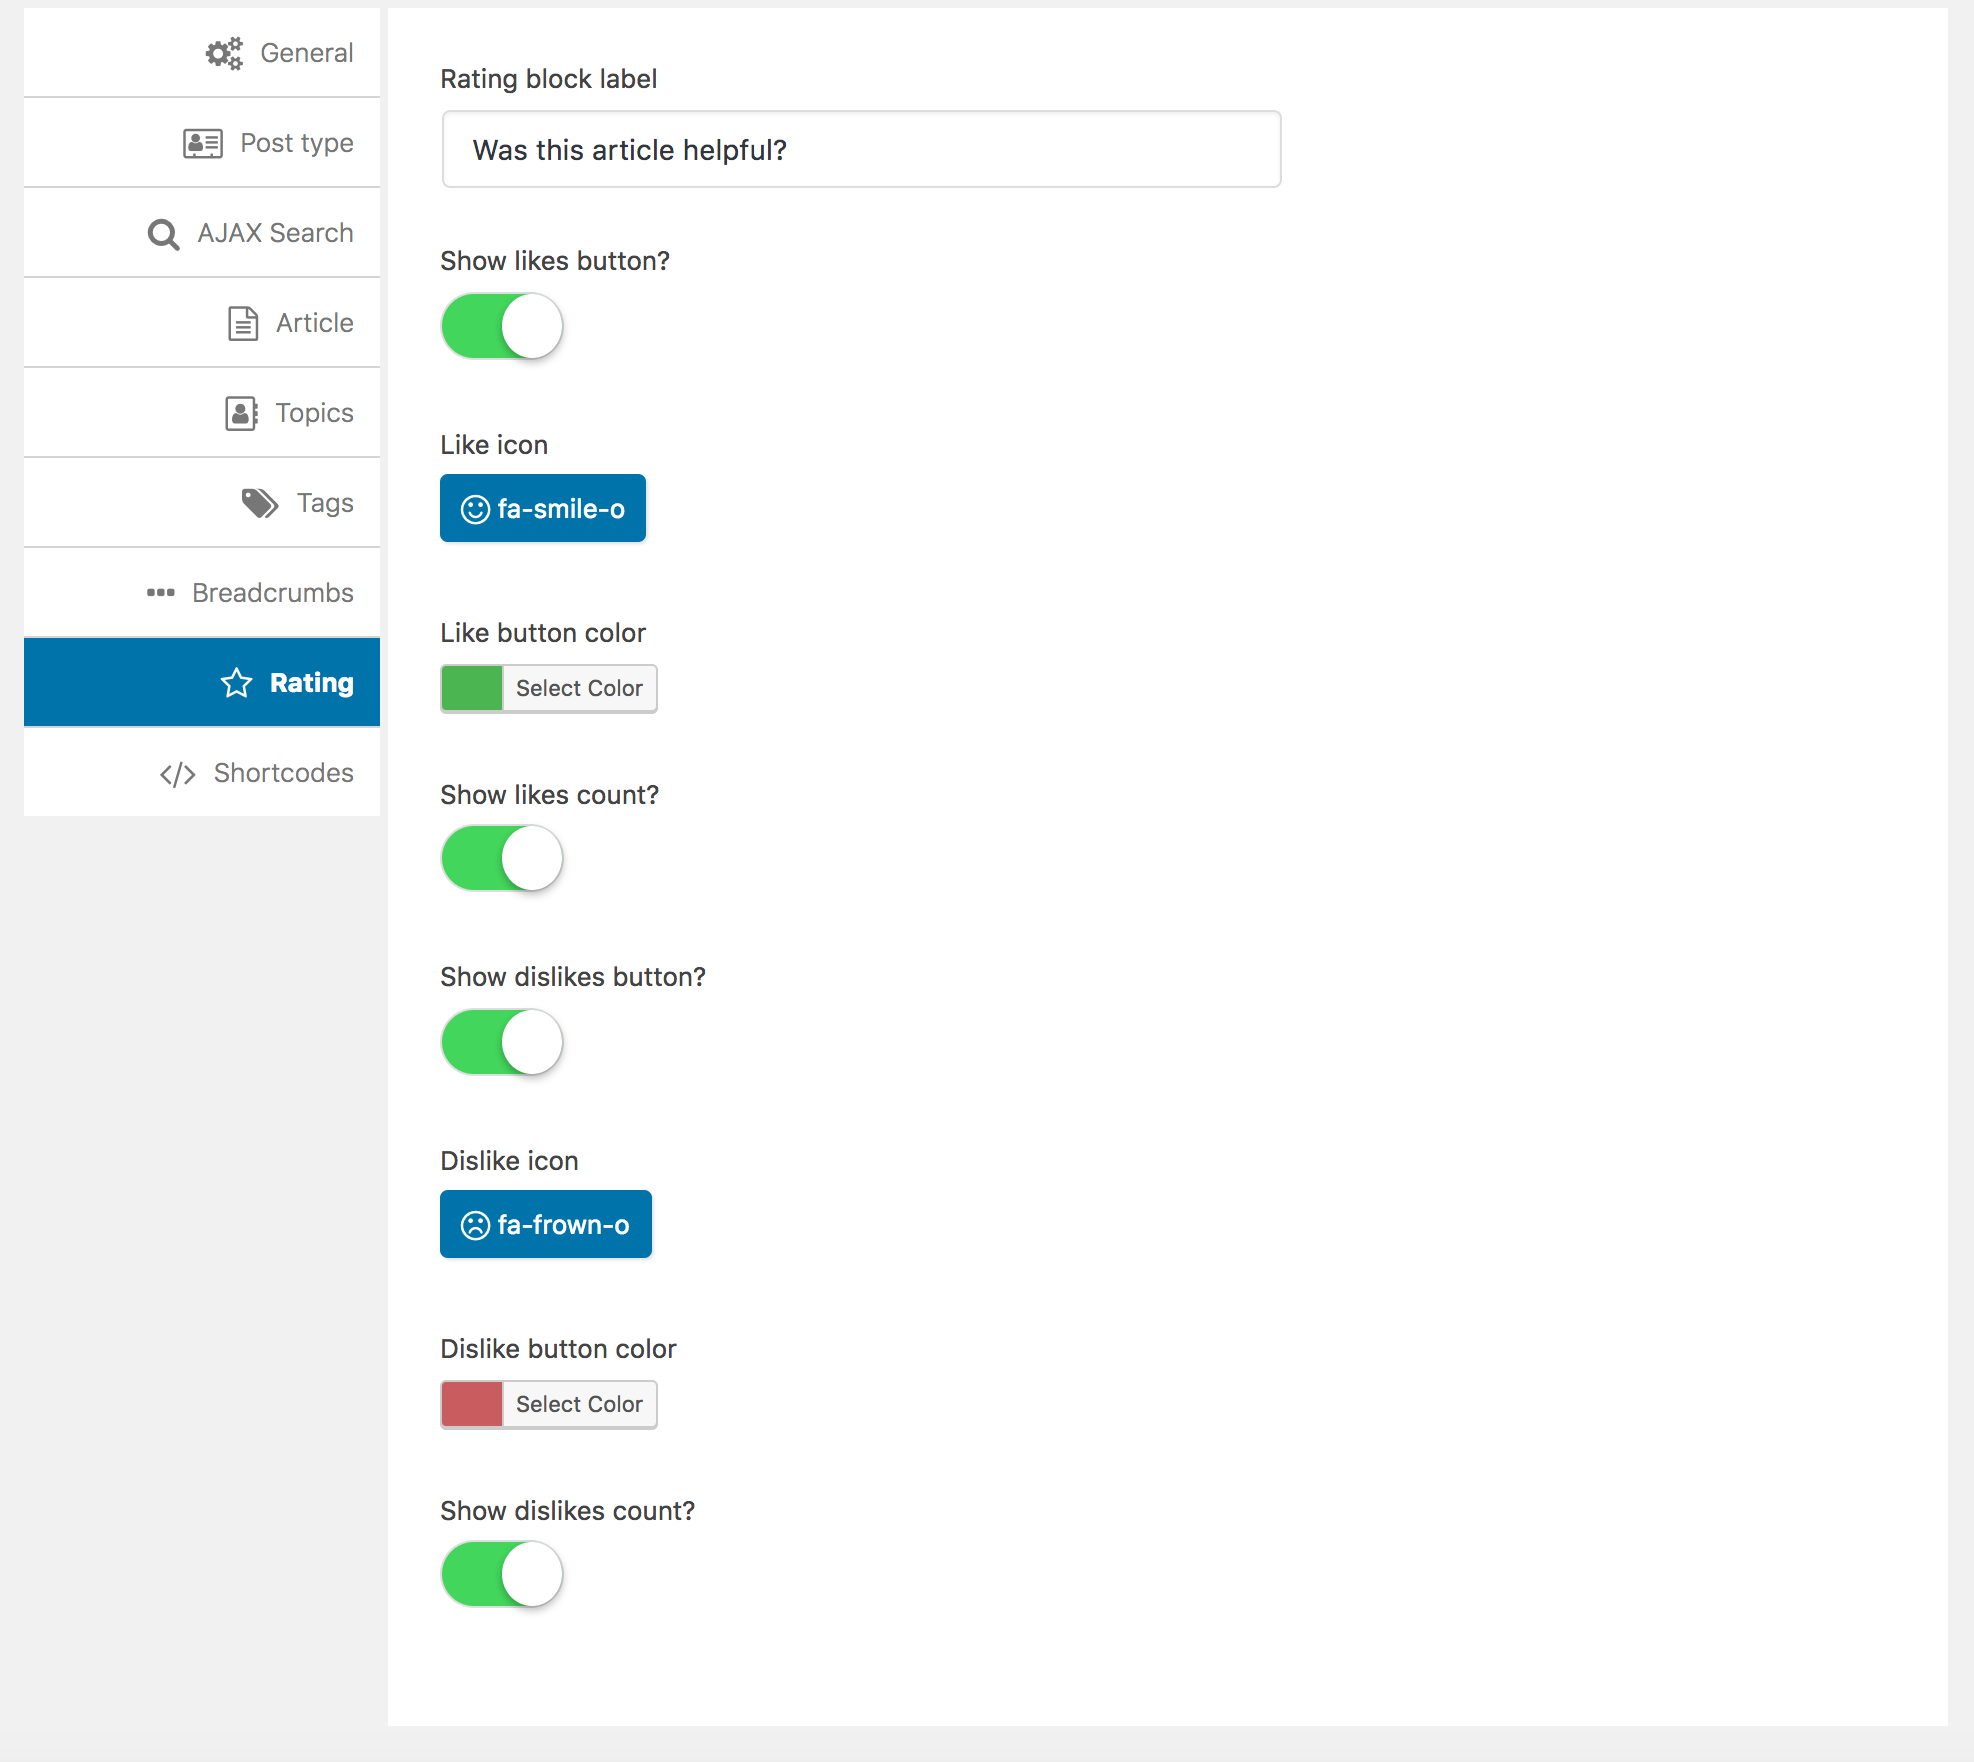 General
Post type
AJAX Search
Article
Topics
Tags
Breadcrumbs
Rating
Shortcodes
Rating block label
Was this article helpful?
Show likes button?
Like icon
fa-smile-o
Like button color
Select Color
Show likes count?
Show dislikes button?
Dislike icon
fa-frown-o
Dislike button color
Select Color
Show dislikes count?